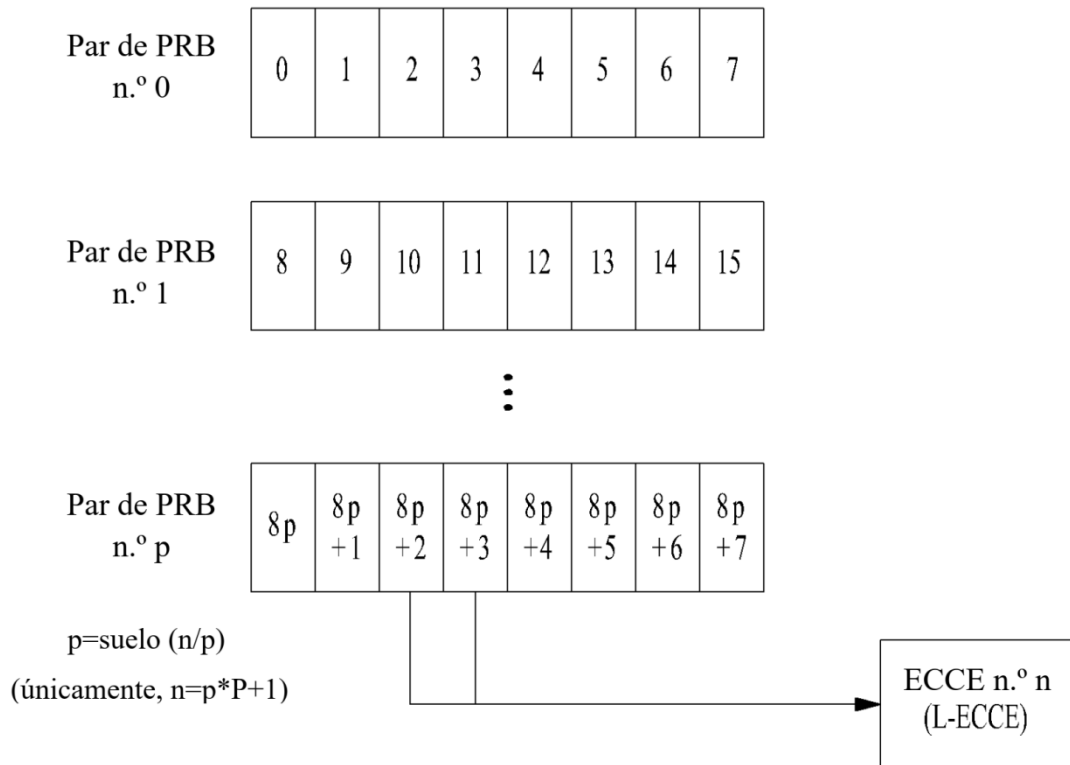 Par de PRB
n.º 0
0 1 2 3 4 5 6 7
Par de PRB
n.º 1
8 9 10 11 12 13 14 15
Par de PRB
n.º p
8p 8p +1 8p +2 8p +3 8p +4 8p +5 8p +6 8p +7
p=suelo (n/p)
(únicamente, n=p*P+1)
ECCE n.º n
(L-ECCE)